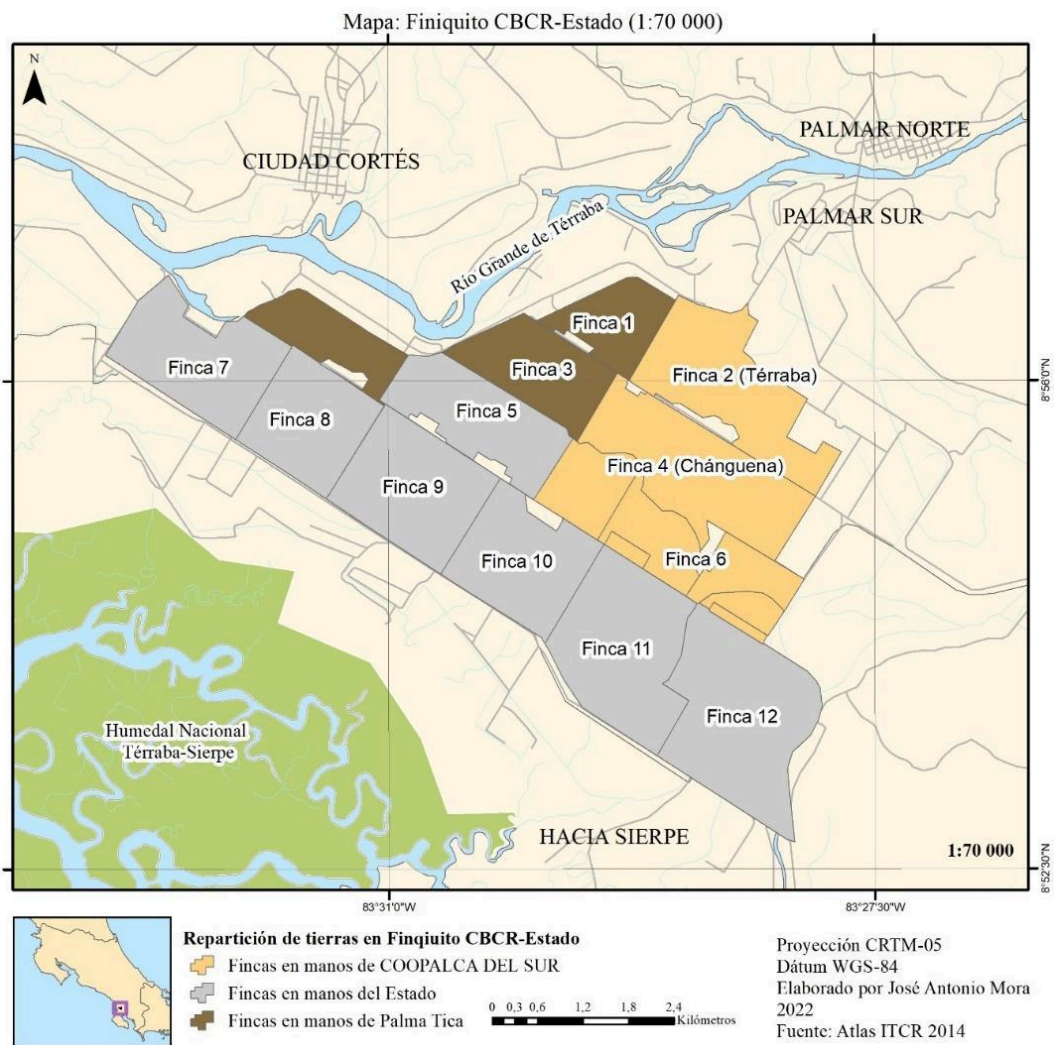 Mapa: Finiquito CBCR-Estado (1:70 000)
N
PALMAR NORTE
CIUDAD CORTÉS
PALMAR SUR
Río Grande de Térraba
Finca 1
Finca 7
Finca 3
Finca 2 (Térraba)
8°56'0"N
Finca 8
Finca 5
Finca 4 (Chánguena)
Finca 9
Finca 10
Finca 6
Finca 11
Finca 12
Humedal Nacional
Térraba-Sierpe
HACIA SIERPE
1:70 000
8°52'30"N
83°31'0"W
83°27'30"W
Repartición de tierras en Finqiuito CBCR-Estado
Fincas en manos de COOPALCA DEL SUR
Fincas en manos del Estado
Fincas en manos de Palma Tica
0 0,3 0,6 1,2 1,8 2,4
Kilómetros
Proyección CRTM-05
Dátum WGS-84
Elaborado por José Antonio Mora
2022
Fuente: Atlas ITCR 2014